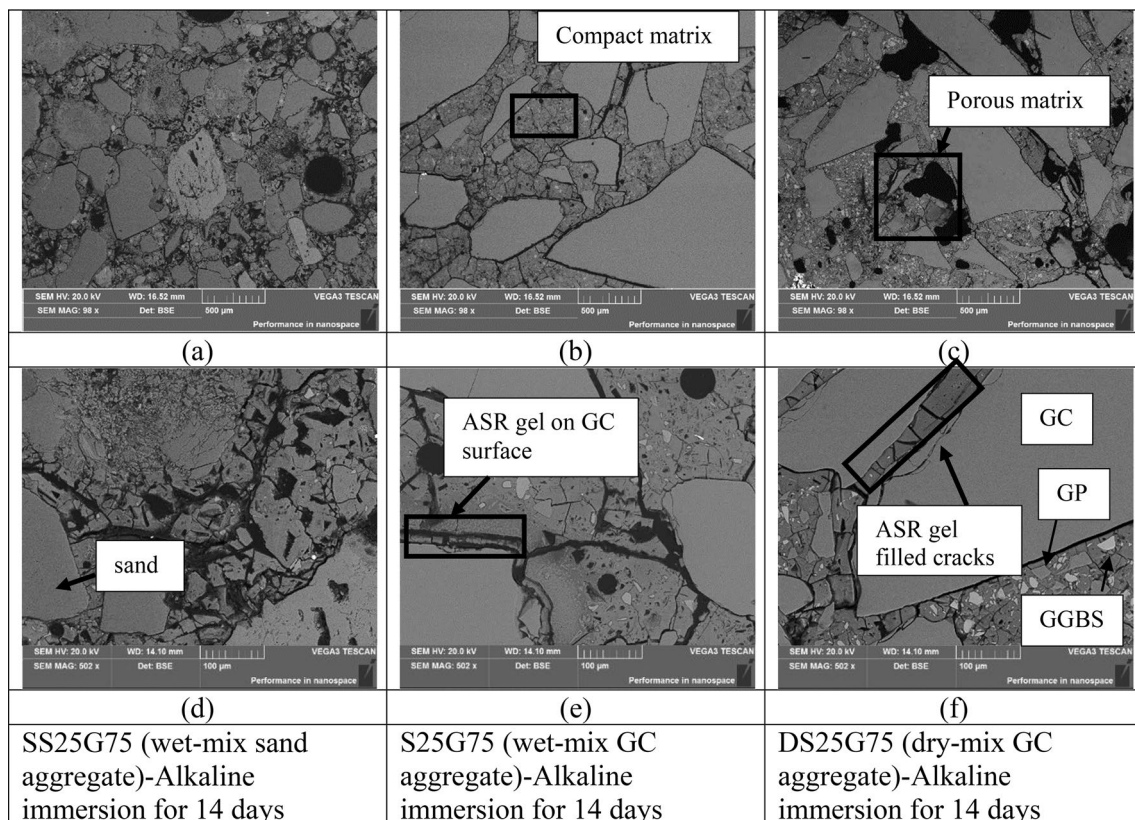 Compact matrix
Porous matrix
SEM HV: 20.0 kV WD: 16.52 mm VEGA3 TESCAN
SEM MAG: 98 x Det: BSE 500 µm
Performance in nanospace
SEM HV: 20.0 kV WD: 16.52 mm VEGA3 TESCAN
SEM MAG: 98 x Det: BSE 500 µm
Performance in nanospace
SEM HV: 20.0 kV WD: 16.52 mm VEGA3 TESCAN
SEM MAG: 98 x Det: BSE 500 µm
Performance in nanospace
(a)
(b)
(c)
sand
ASR gel on GC
surface
GC
GP
ASR gel
filled cracks
GGBS
SEM HV: 20.0 kV WD: 14.10 mm VEGA3 TESCAN
SEM MAG: 502 x Det: BSE 100 µm
Performance in nanospace
SEM HV: 20.0 kV WD: 14.10 mm VEGA3 TESCAN
SEM MAG: 502 x Det: BSE 100 µm
Performance in nanospace
SEM HV: 20.0 kV WD: 14.10 mm VEGA3 TESCAN
SEM MAG: 502 x Det: BSE 100 µm
Performance in nanospace
(d)
(e)
(f)
SS25G75 (wet-mix sand
aggregate)-Alkaline
immersion for 14 days
S25G75 (wet-mix GC
aggregate)-Alkaline
immersion for 14 days
DS25G75 (dry-mix GC
aggregate)-Alkaline
immersion for 14 days